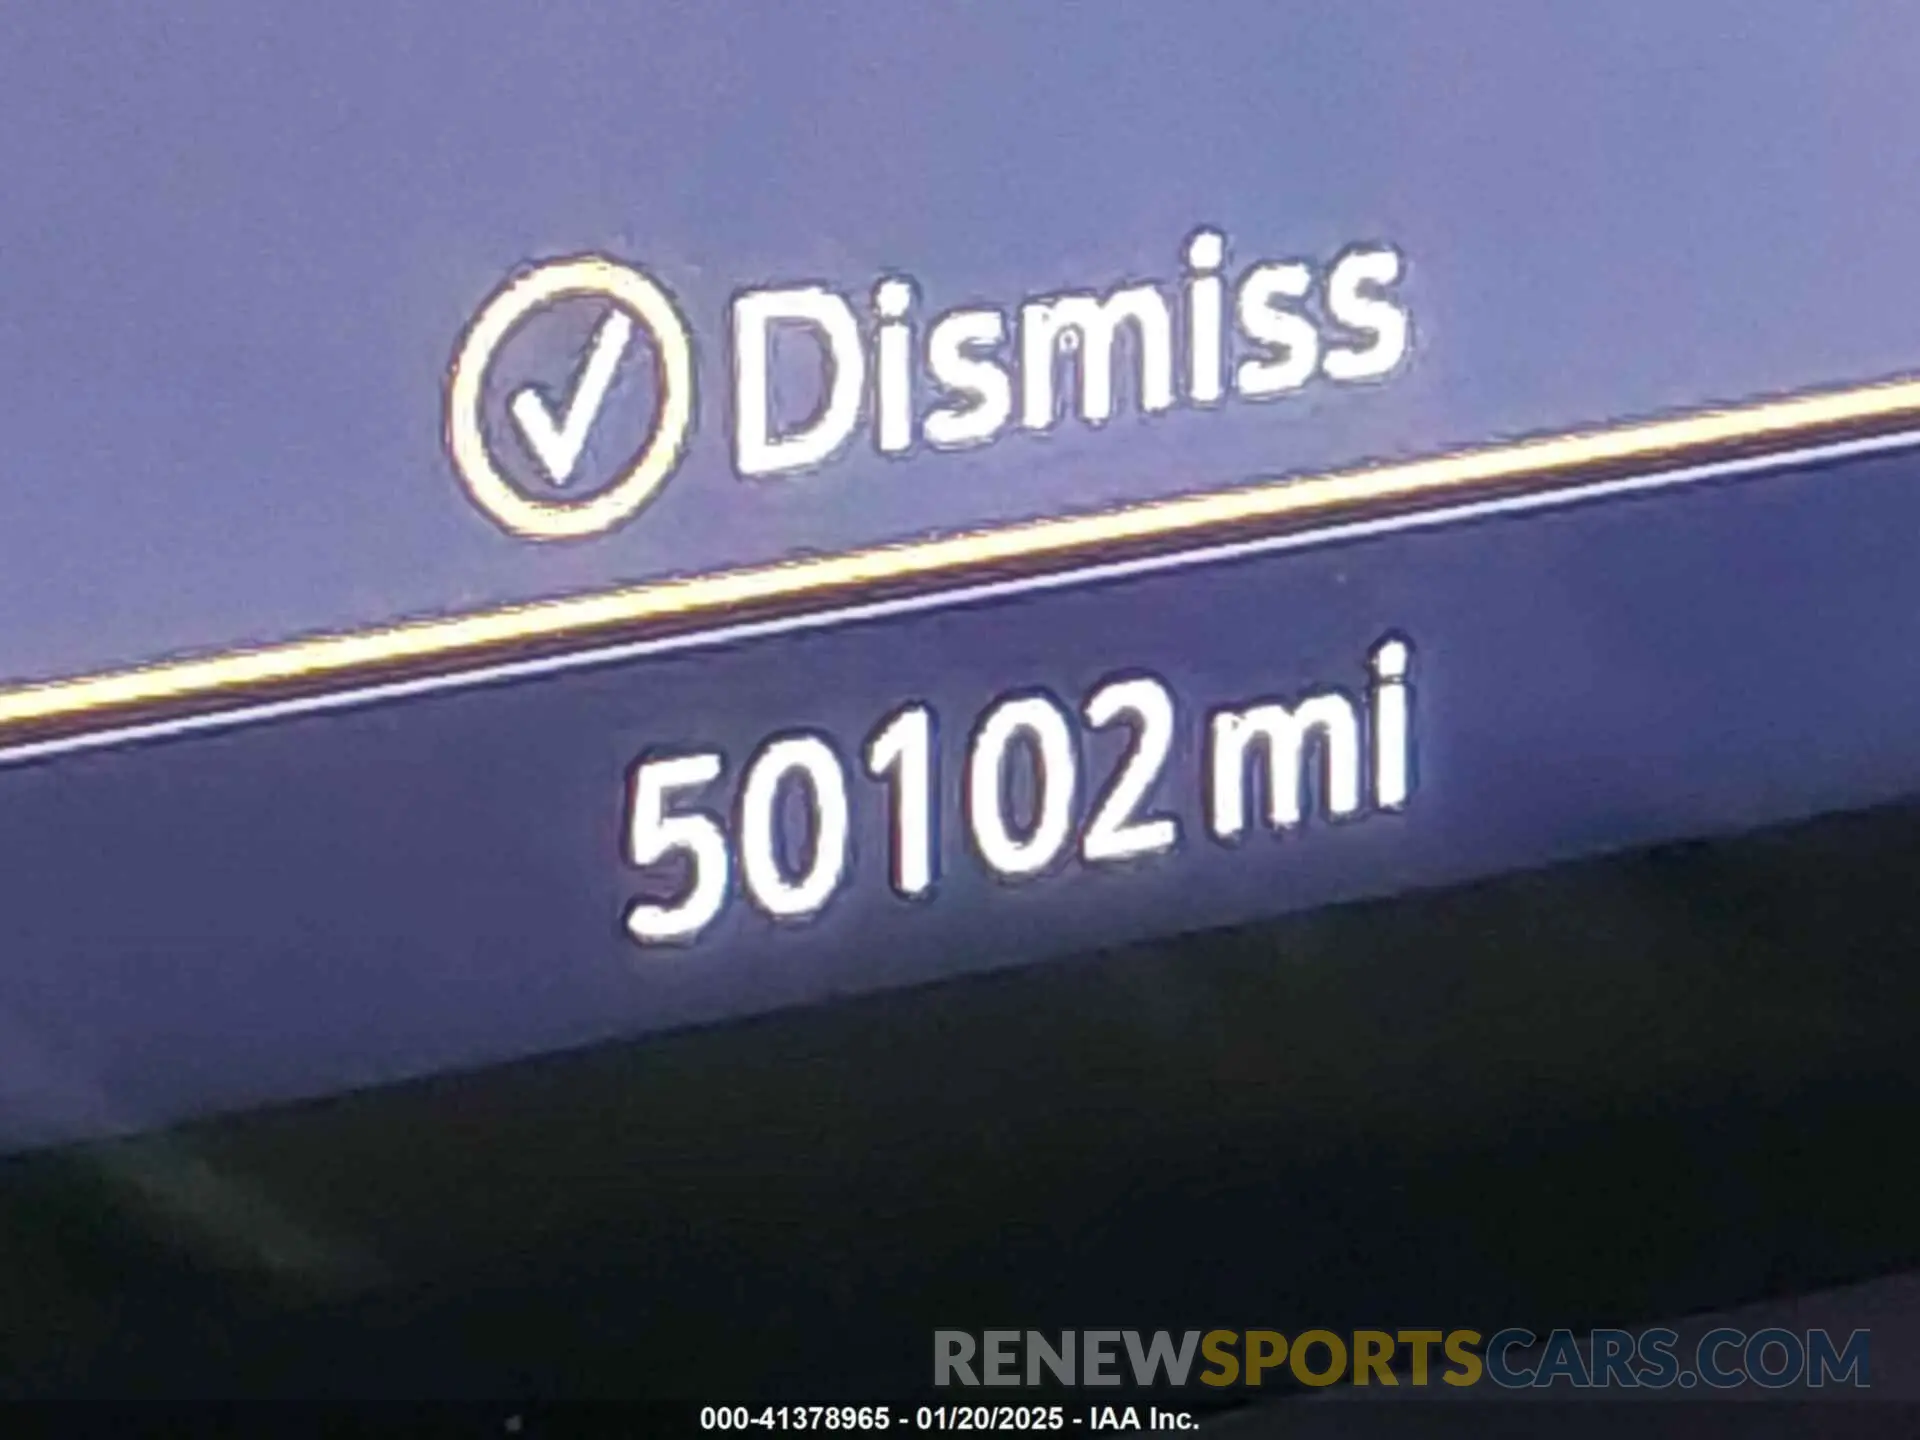 Dismiss
50102 mi
RENEWSPORTSCARS.COM
000-41378965 - 01/20/2025 - IAA Inc.